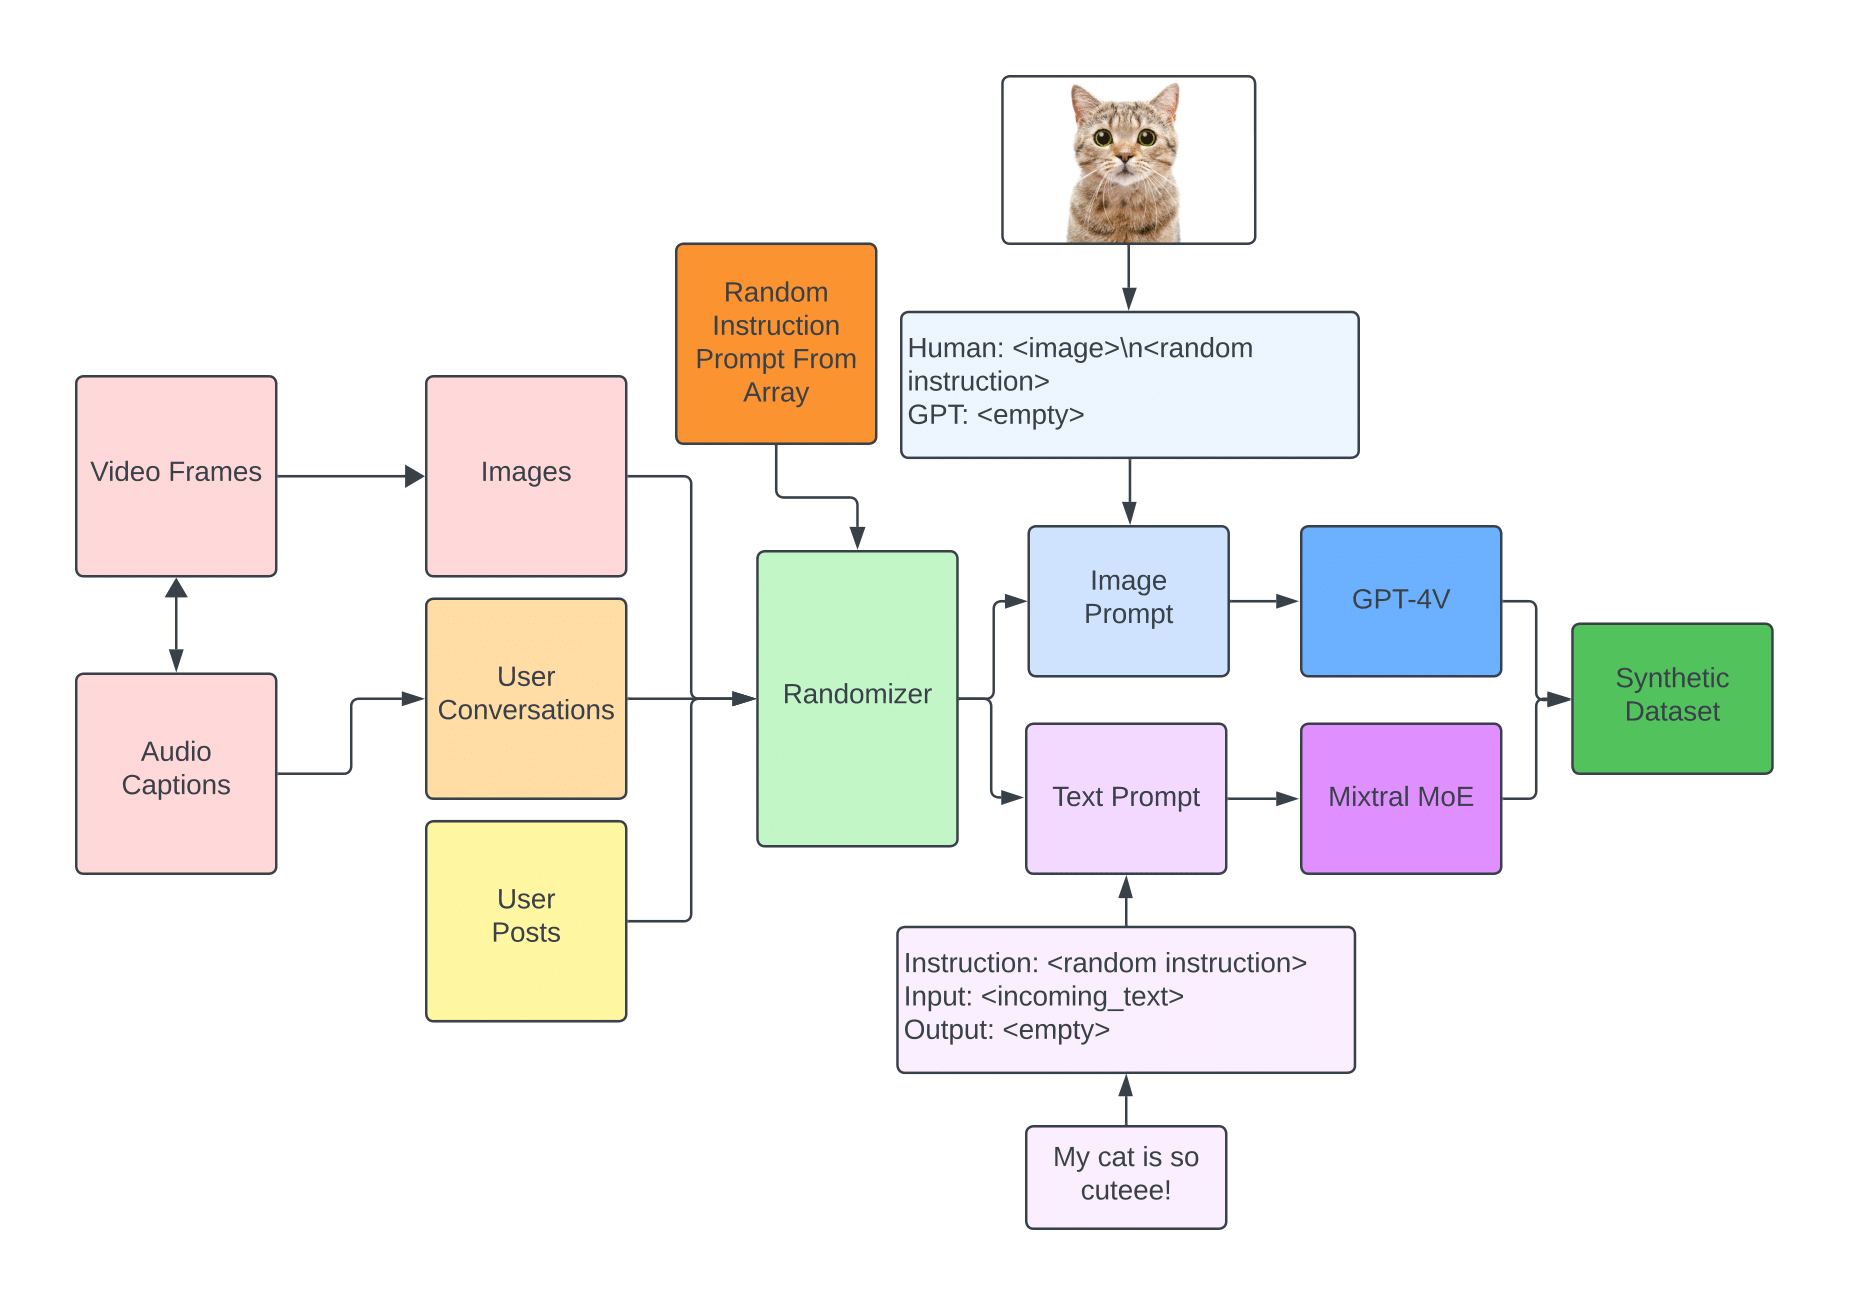 Random
Instruction
Prompt From
Array
Human: <image>\n<random
instruction>
GPT: <empty>
Video Frames
Images
Image
Prompt
GPT-4V
User
Conversations
Randomizer
Synthetic
Dataset
Audio
Captions
Text Prompt
Mixtral MoE
User
Posts
Instruction: <random instruction>
Input: <incoming_text>
Output: <empty>
My cat is so
cuteee!